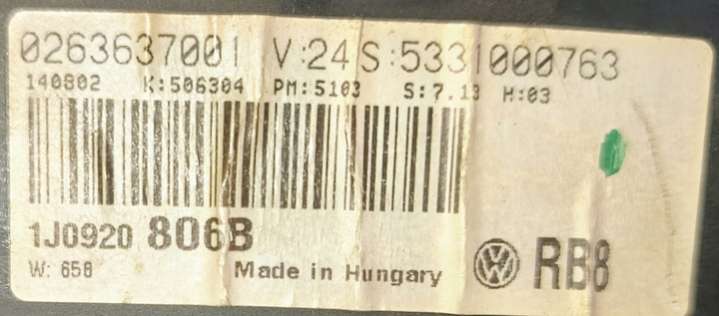 0263637001 V:24 S:5331000763
140802 K:506304 PM:5103 S:7.13 H:03
1J0920 806B
W: 658 Made in Hungary RB8